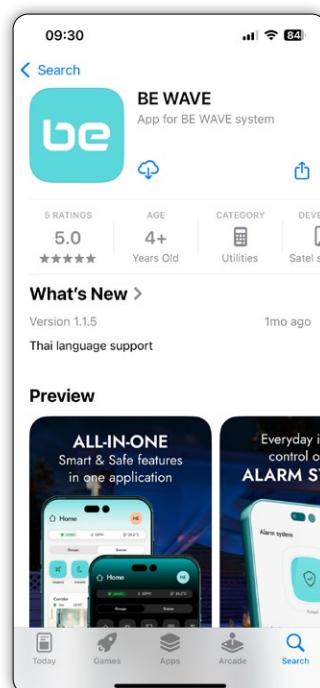 09:30
84
Search
be
BE WAVE
App for BE WAVE system
5 RATINGS
AGE
CATEGORY
DEVE
5.0
4+
★★★★★
Years Old
Utilities
Satel s
What's New
Version 1.1.5
1mo ago
Thai language support
Preview
ALL-IN-ONE
Smart & Safe features
in one application
Home
HE
Home
Everyday i
control o
ALARM S
Alarm system
Today
Games
Apps
Arcade
Search